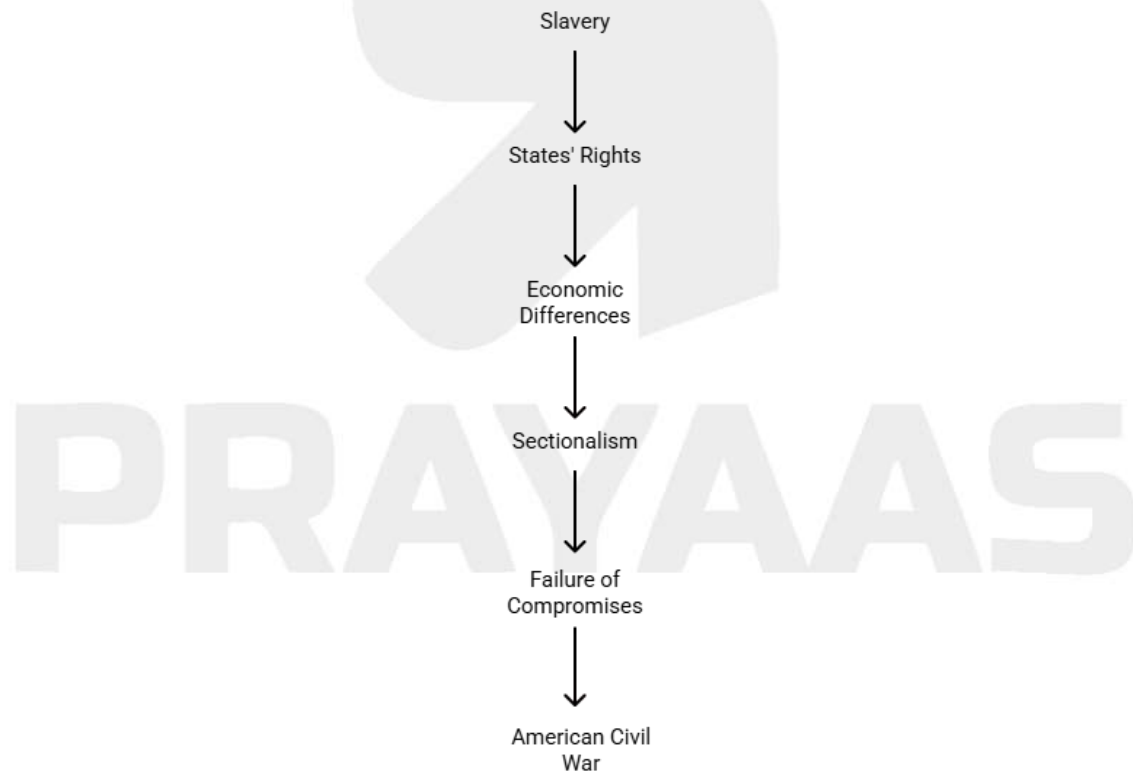 Slavery
States' Rights
Economic
Differences
Sectionalism
PRAYAAS
Failure of
Compromises
American Civil
War